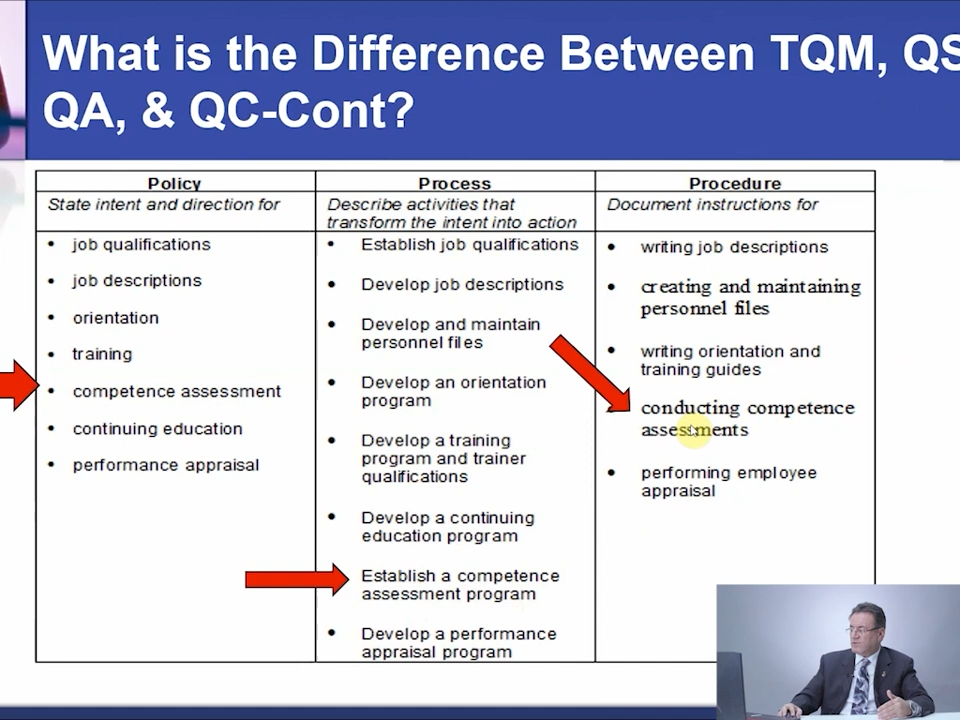 What is the Difference Between TQM, QS
QA, & QC-Cont?
Policy
Process
Procedure
State intent and direction for
Describe activities that
transform the intent into action
Document instructions for
• job qualifications
• job descriptions
• orientation
• training
• competence assessment
• continuing education
• performance appraisal
• Establish job qualifications
• Develop job descriptions
• Develop and maintain
personnel files
• Develop an orientation
program
• Develop a training
program and trainer
qualifications
• Develop a continuing
education program
• Establish a competence
assessment program
• Develop a performance
appraisal program
• writing job descriptions
• creating and maintaining
personnel files
• writing orientation and
training guides
conducting competence
assessments
• performing employee
appraisal